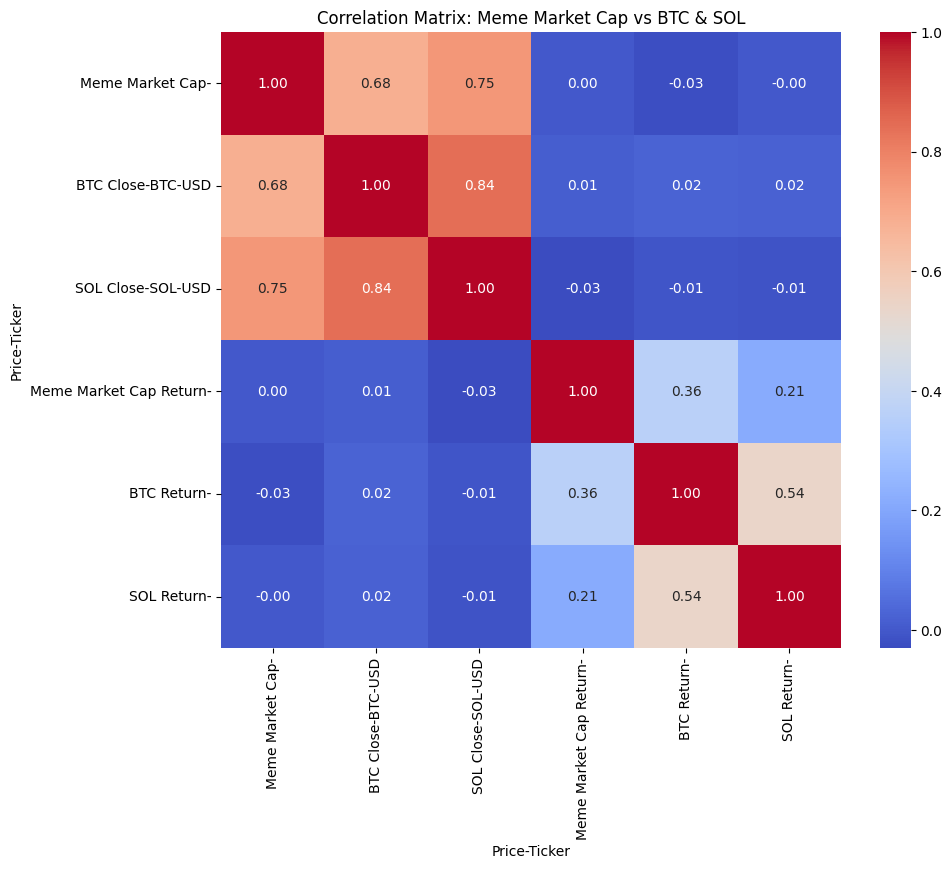 Correlation Matrix: Meme Market Cap vs BTC & SOL
Price-Ticker
Meme Market Cap- 1.00 0.68 0.75 0.00 -0.03 -0.00
BTC Close-BTC-USD 0.68 1.00 0.84 0.01 0.02 0.02
SOL Close-SOL-USD 0.75 0.84 1.00 -0.03 -0.01 -0.01
Meme Market Cap Return- 0.00 0.01 -0.03 1.00 0.36 0.21
BTC Return- -0.03 0.02 -0.01 0.36 1.00 0.54
SOL Return- -0.00 0.02 -0.01 0.21 0.54 1.00
Meme Market Cap-
BTC Close-BTC-USD
SOL Close-SOL-USD
Meme Market Cap Return-
BTC Return-
SOL Return-
Price-Ticker
1.0
0.8
0.6
0.4
0.2
0.0